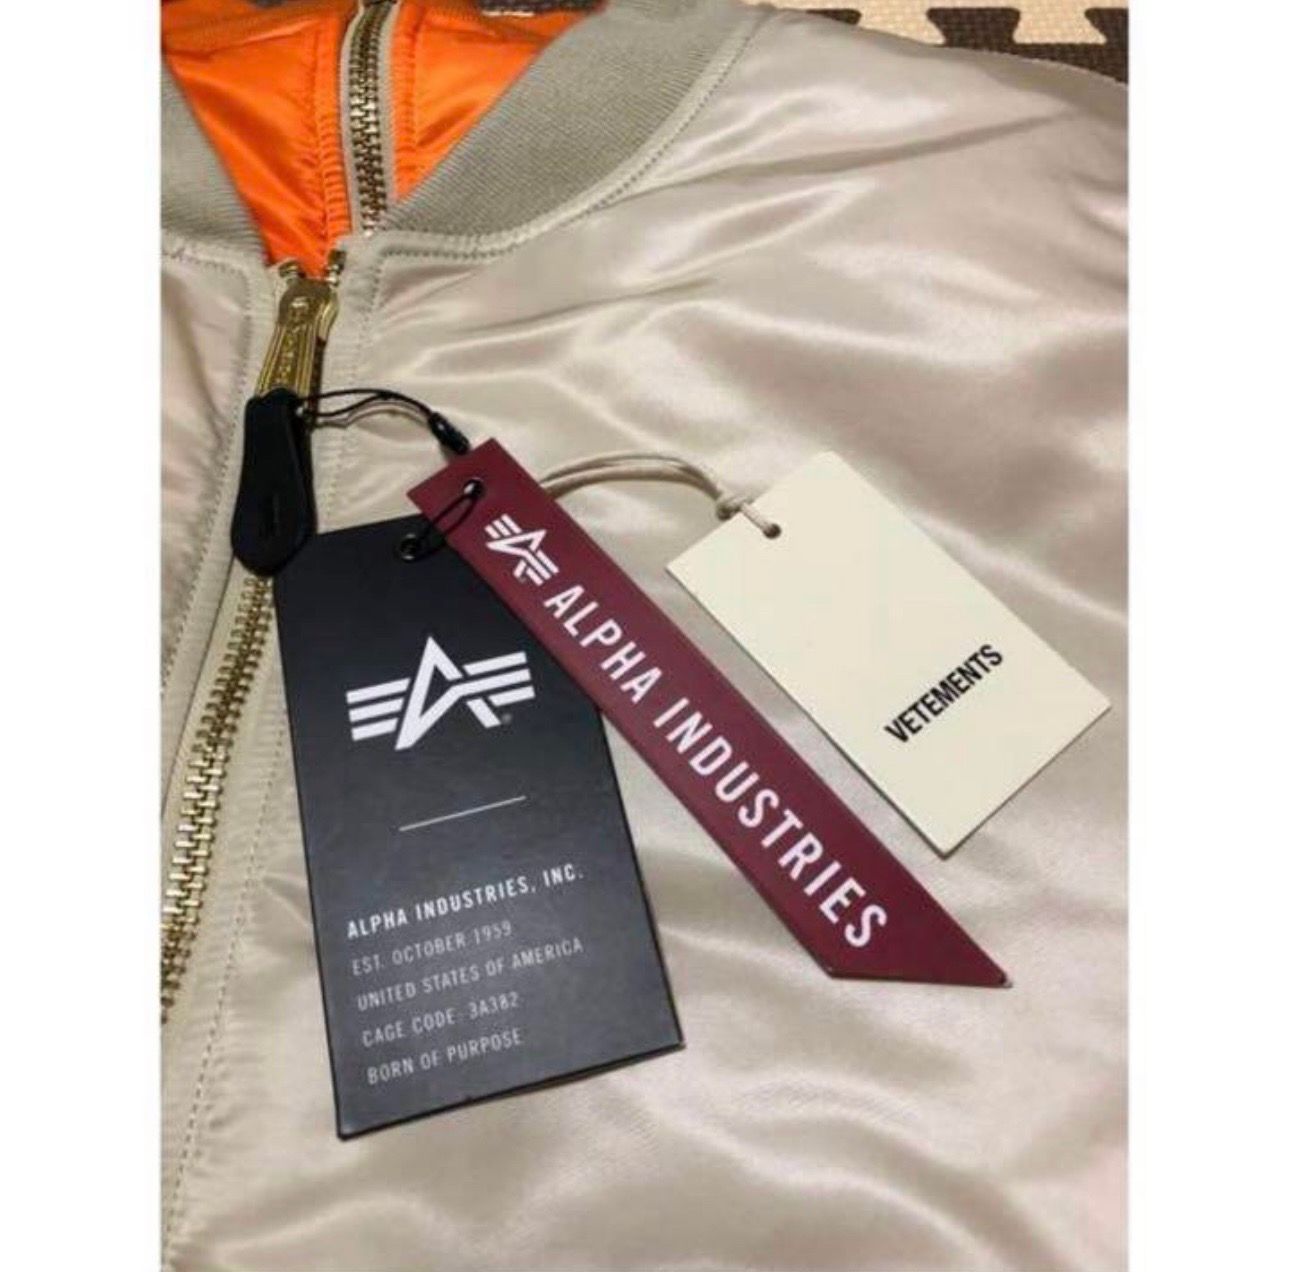 ALPHA INDUSTRIES, INC.
EST. OCTOBER 1959
UNITED STATES OF AMERICA
CAGE CODE: 3A382
BORN OF PURPOSE
ALPHA INDUSTRIES
VETEMENTS